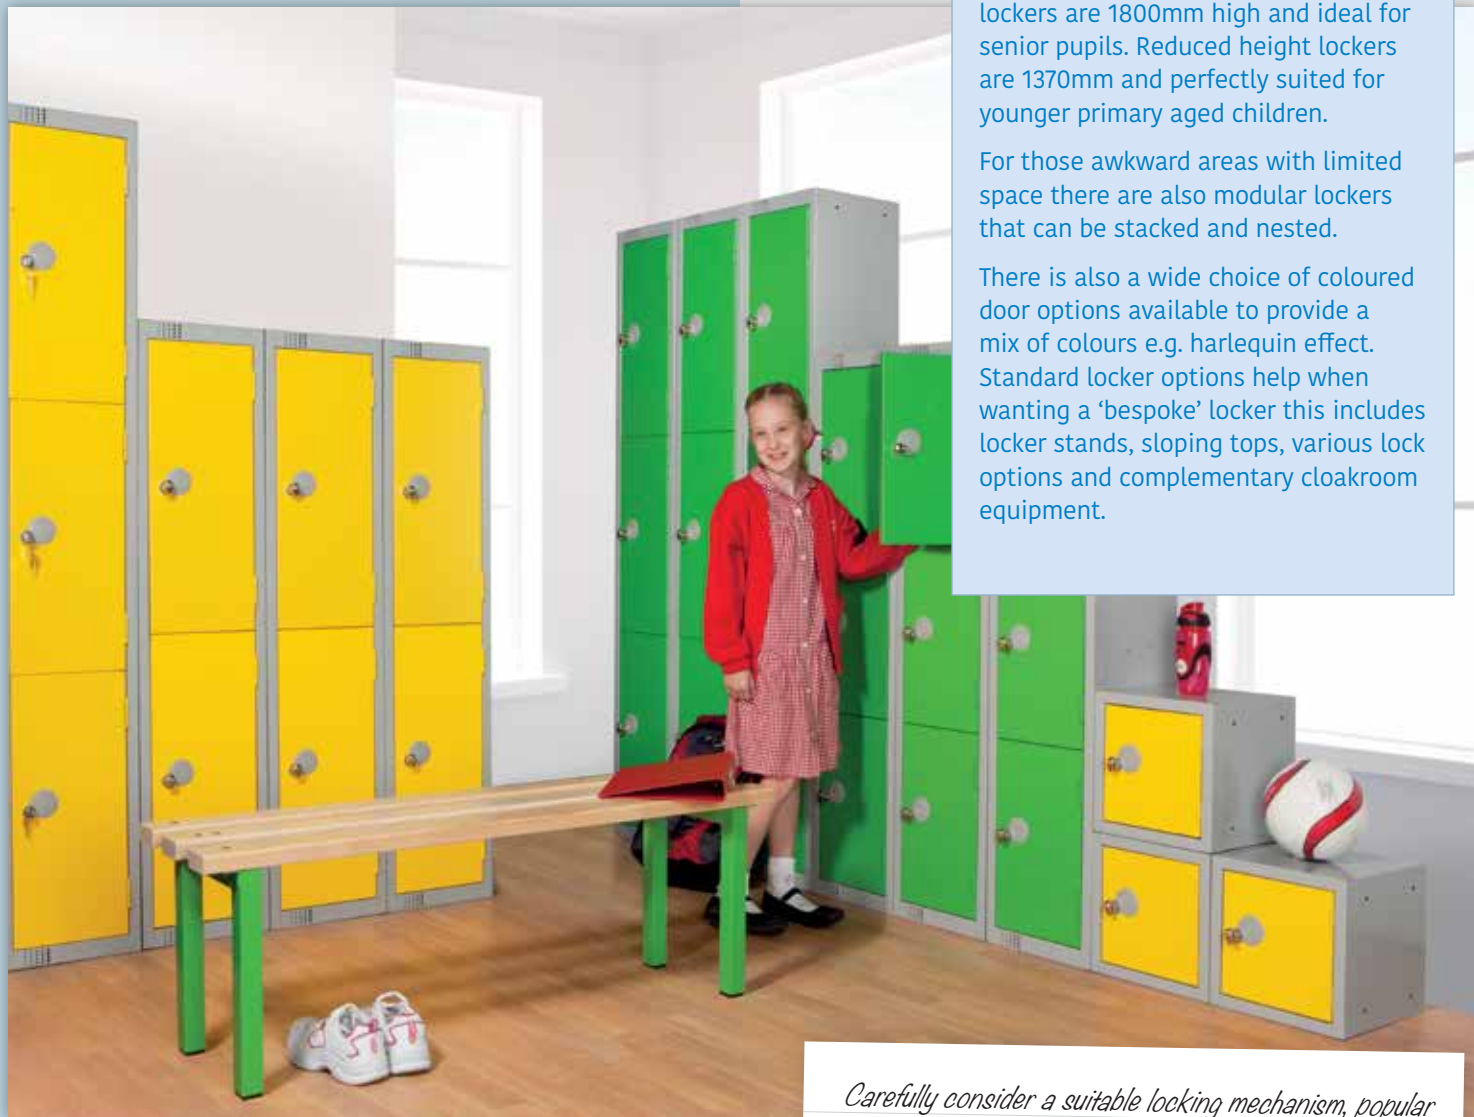 lockers are 1800mm high and ideal for
senior pupils. Reduced height lockers
are 1370mm and perfectly suited for
younger primary aged children.
For those awkward areas with limited
space there are also modular lockers
that can be stacked and nested.
There is also a wide choice of coloured
door options available to provide a
mix of colours e.g. harlequin effect.
Standard locker options help when
wanting a ‘bespoke’ locker this includes
locker stands, sloping tops, various lock
options and complementary cloakroom
equipment.
Carefully consider a suitable locking mechanism, popular